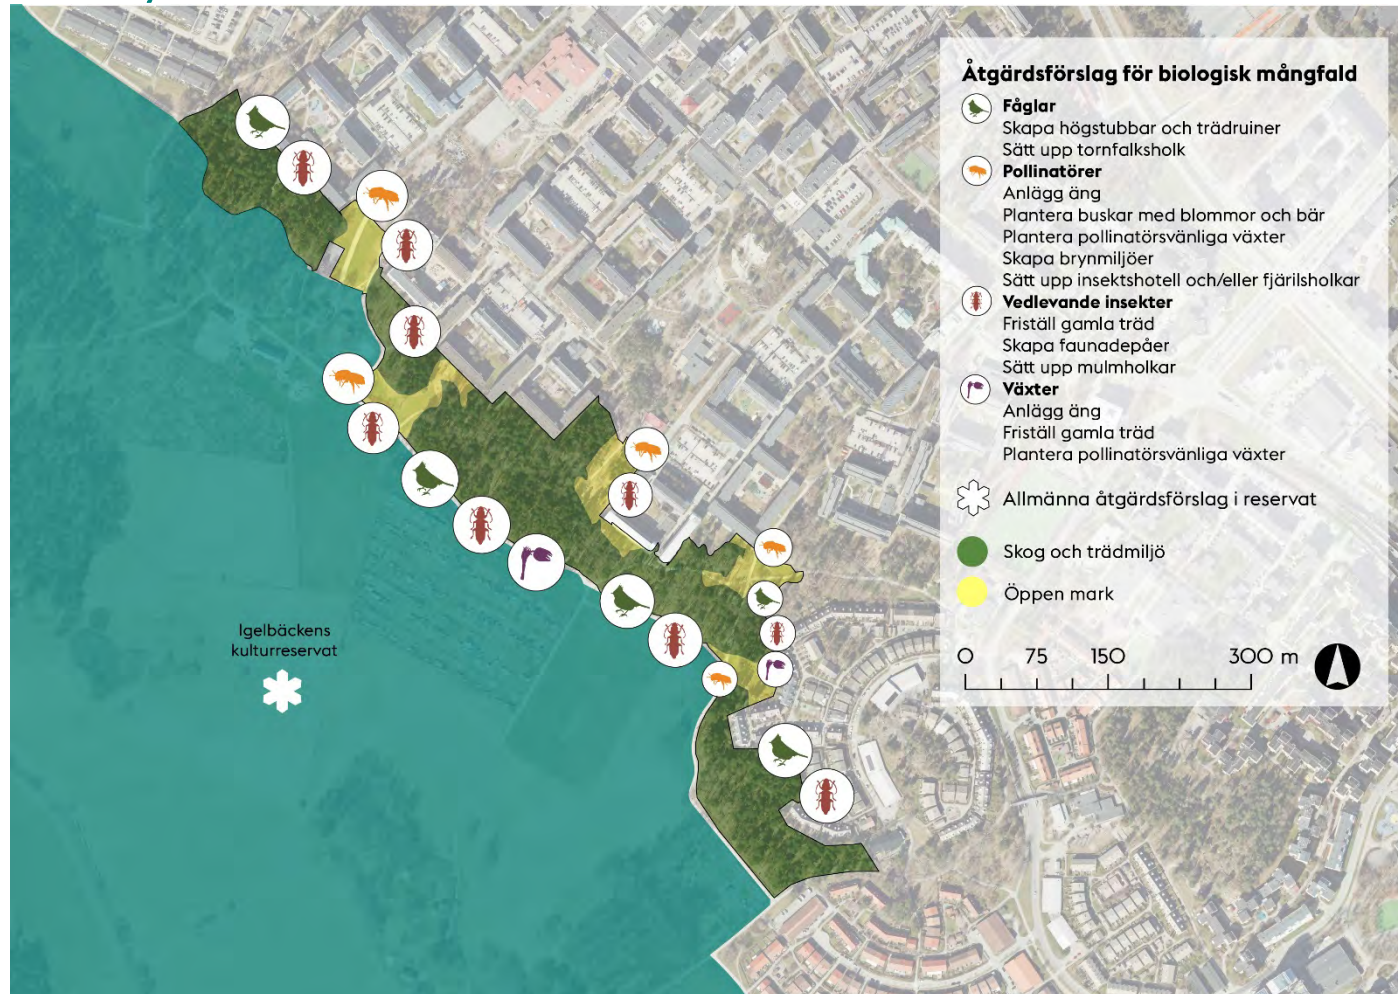 Åtgärdsförslag för biologisk mångfald
Fåglar
Skapa högstubbar och trädruiner
Sätt upp tornfalksholk
Pollinatörer
Anlägg äng
Plantera buskar med blommor och bär
Plantera pollinatörsvänliga växter
Skapa brynmiljöer
Sätt upp insektshotell och/eller fjärilsholkar
Vedlevande insekter
Friställ gamla träd
Skapa faunadepåer
Sätt upp mulmholkar
Växter
Anlägg äng
Friställ gamla träd
Plantera pollinatörsvänliga växter
Allmänna åtgärdsförslag i reservat
Skog och trädmiljö
Öppen mark
0 75 150 300 m
Igelbäckens
kulturreservat